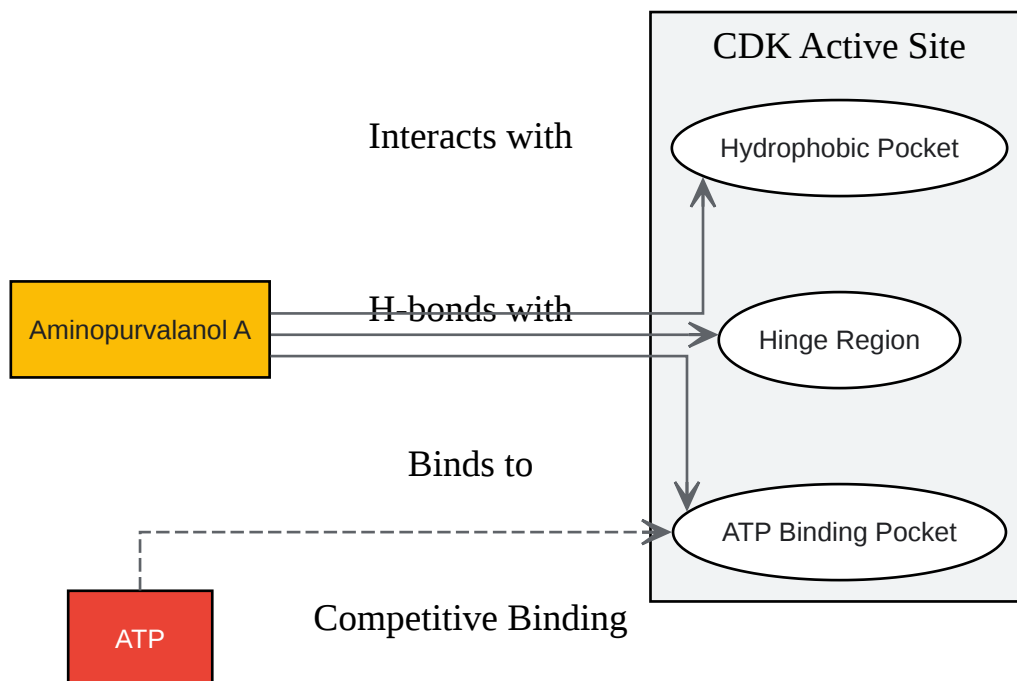 CDK Active Site
Interacts with
Hydrophobic Pocket
H-bonds with
Aminopurvalanol A
Hinge Region
Binds to
ATP Binding Pocket
Competitive Binding
ATP